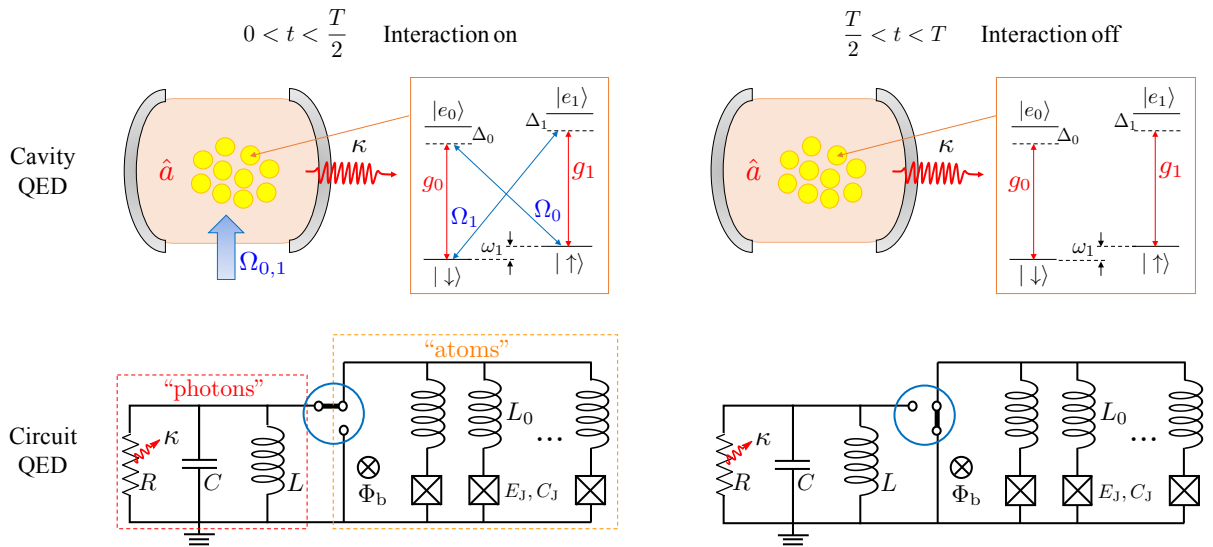 0 < t < T/2 Interaction on
T/2 < t < T Interaction off
Cavity
QED
â
κ
Ω0,1
|e0⟩
|e1⟩
Δ0
Δ1
g0
g1
Ω1
Ω0
ω1
|↓⟩
|↑⟩
â
κ
|e0⟩
|e1⟩
Δ0
Δ1
g0
g1
ω1
|↓⟩
|↑⟩
Circuit
QED
“photons”
“atoms”
κ
R
C
L
Φb
L0
...
EJ, CJ
κ
R
C
L
Φb
L0
...
EJ, CJ